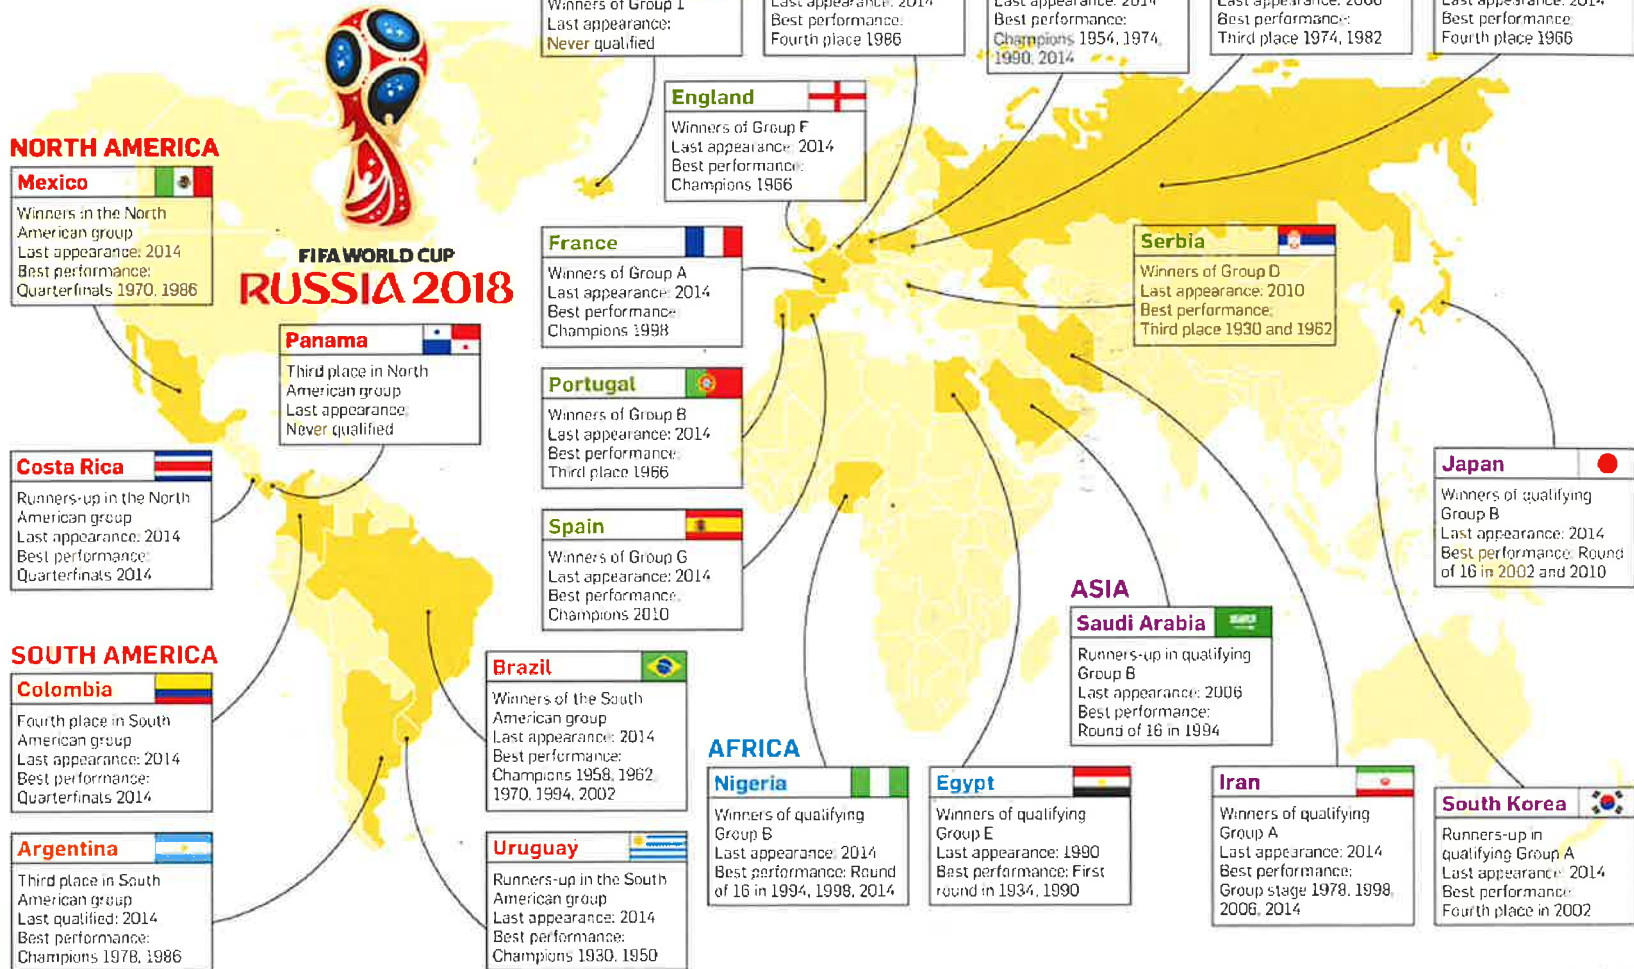 Winners of Group I
Last appearance:
Never qualified
Last appearance: 2014
Best performance:
Fourth place 1986
Last appearance: 2014
Best performance:
Champions 1954, 1974,
1990, 2014
Last appearance: 2006
Best performance:
Third place 1974, 1982
Last appearance: 2014
Best performance:
Fourth place 1966
England
Winners of Group F
Last appearance: 2014
Best performance:
Champions 1966
NORTH AMERICA
Mexico
Winners in the North
American group
Last appearance: 2014
Best performance:
Quarterfinals 1970, 1986
FIFA WORLD CUP
RUSSIA 2018
Panama
Third place in North
American group
Last appearance:
Never qualified
Costa Rica
Runners-up in the North
American group
Last appearance: 2014
Best performance:
Quarterfinals 2014
France
Winners of Group A
Last appearance: 2014
Best performance:
Champions 1998
Portugal
Winners of Group B
Last appearance: 2014
Best performance:
Third place 1966
Spain
Winners of Group G
Last appearance: 2014
Best performance:
Champions 2010
Serbia
Winners of Group D
Last appearance: 2010
Best performance:
Third place 1930 and 1962
Japan
Winners of qualifying
Group B
Last appearance: 2014
Best performance: Round
of 16 in 2002 and 2010
SOUTH AMERICA
Colombia
Fourth place in South
American group
Last appearance: 2014
Best performance:
Quarterfinals 2014
Argentina
Third place in South
American group
Last qualified: 2014
Best performance:
Champions 1978, 1986
Brazil
Winners of the South
American group
Last appearance: 2014
Best performance:
Champions 1958, 1962,
1970, 1994, 2002
Uruguay
Runners-up in the South
American group
Last appearance: 2014
Best performance:
Champions 1930, 1950
AFRICA
Nigeria
Winners of qualifying
Group B
Last appearance: 2014
Best performance: Round
of 16 in 1994, 1998, 2014
Egypt
Winners of qualifying
Group E
Last appearance: 1990
Best performance: First
round in 1934, 1990
ASIA
Saudi Arabia
Runners-up in qualifying
Group B
Last appearance: 2006
Best performance:
Round of 16 in 1994
Iran
Winners of qualifying
Group A
Last appearance: 2014
Best performance:
Group stage 1978, 1998,
2006, 2014
South Korea
Runners-up in
qualifying Group A
Last appearance: 2014
Best performance:
Fourth place in 2002